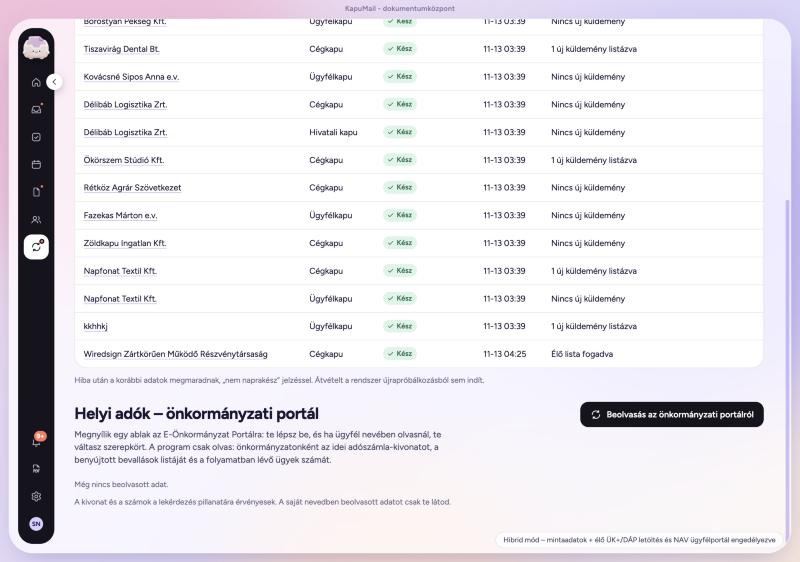 KapuMail - dokumentumközpont
Borostyán Pékség Kft. Ügyfélkapu Kész 11-13 03:39 Nincs új küldemény
Tiszavirág Dental Bt. Cégkapu Kész 11-13 03:39 1 új küldemény listázva
Kovácsné Sipos Anna e.v. Ügyfélkapu Kész 11-13 03:39 Nincs új küldemény
Délibáb Logisztika Zrt. Cégkapu Kész 11-13 03:39 Nincs új küldemény
Délibáb Logisztika Zrt. Hivatali kapu Kész 11-13 03:39 Nincs új küldemény
Ökörszem Stúdió Kft. Cégkapu Kész 11-13 03:39 1 új küldemény listázva
Rétköz Agrár Szövetkezet Cégkapu Kész 11-13 03:39 Nincs új küldemény
Fazekas Márton e.v. Ügyfélkapu Kész 11-13 03:39 Nincs új küldemény
Zöldkapu Ingatlan Kft. Cégkapu Kész 11-13 03:39 Nincs új küldemény
Napfonat Textil Kft. Cégkapu Kész 11-13 03:39 1 új küldemény listázva
Napfonat Textil Kft. Ügyfélkapu Kész 11-13 03:39 Nincs új küldemény
kkhhkj Ügyfélkapu Kész 11-13 03:39 1 új küldemény listázva
Wiredsign Zártkörűen Működő Részvénytársaság Cégkapu Kész 11-13 04:25 Élő lista fogadva
Hiba után a korábbi adatok megmaradnak, „nem naprakész” jelzéssel. Átvételt a rendszer újrapróbálkozásból sem indít.
Helyi adók – önkormányzati portál
Beolvasás az önkormányzati portálról
Megnyílik egy ablak az E-Önkormányzat Portálra: te lépsz be, és ha ügyfél nevében olvasnál, te
váltasz szerepkört. A program csak olvas: önkormányzatonként az idei adószámla-kivonatot, a
benyújtott bevallások listáját és a folyamatban lévő ügyek számát.
Még nincs beolvasott adat.
A kivonat és a számok a lekérdezés pillanatára érvényesek. A saját nevedben beolvasott adatot csak te látod.
9+
SN
Hibrid mód – mintaadatok + élő ÜK+/DÁP letöltés és NAV ügyfélportál engedélyezve